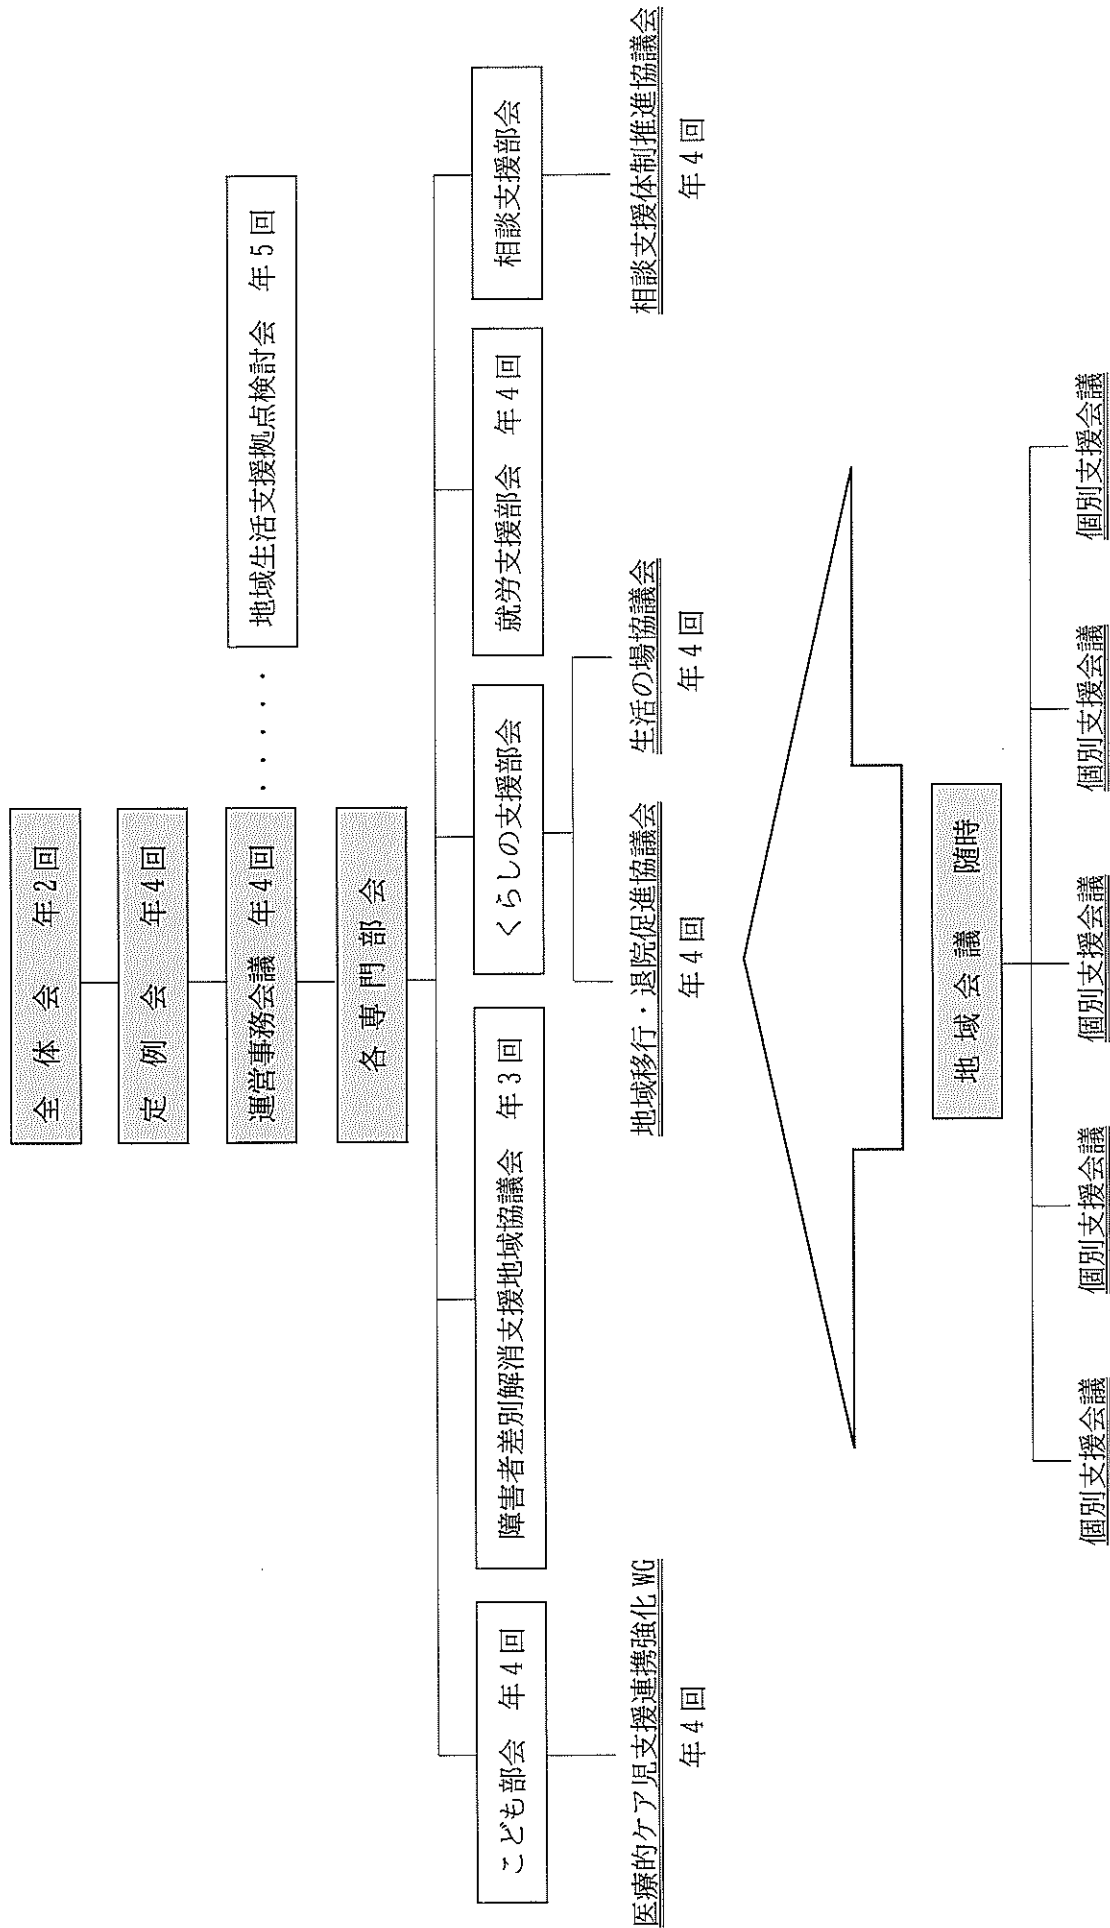 全体会 年2回
定例会 年4回
運営事務会議 年4回
・・・・・
地域生活支援拠点検討会 年5回
各専門部会
こども部会 年4回
障害者差別解消支援地域協議会 年3回
くらしの支援部会
就労支援部会 年4回
相談支援部会
医療的ケア児支援連携強化WG
年4回
地域移行・退院促進協議会
年4回
生活の場協議会
年4回
相談支援体制推進協議会
年4回
地域会議 随時
個別支援会議
個別支援会議
個別支援会議
個別支援会議
個別支援会議